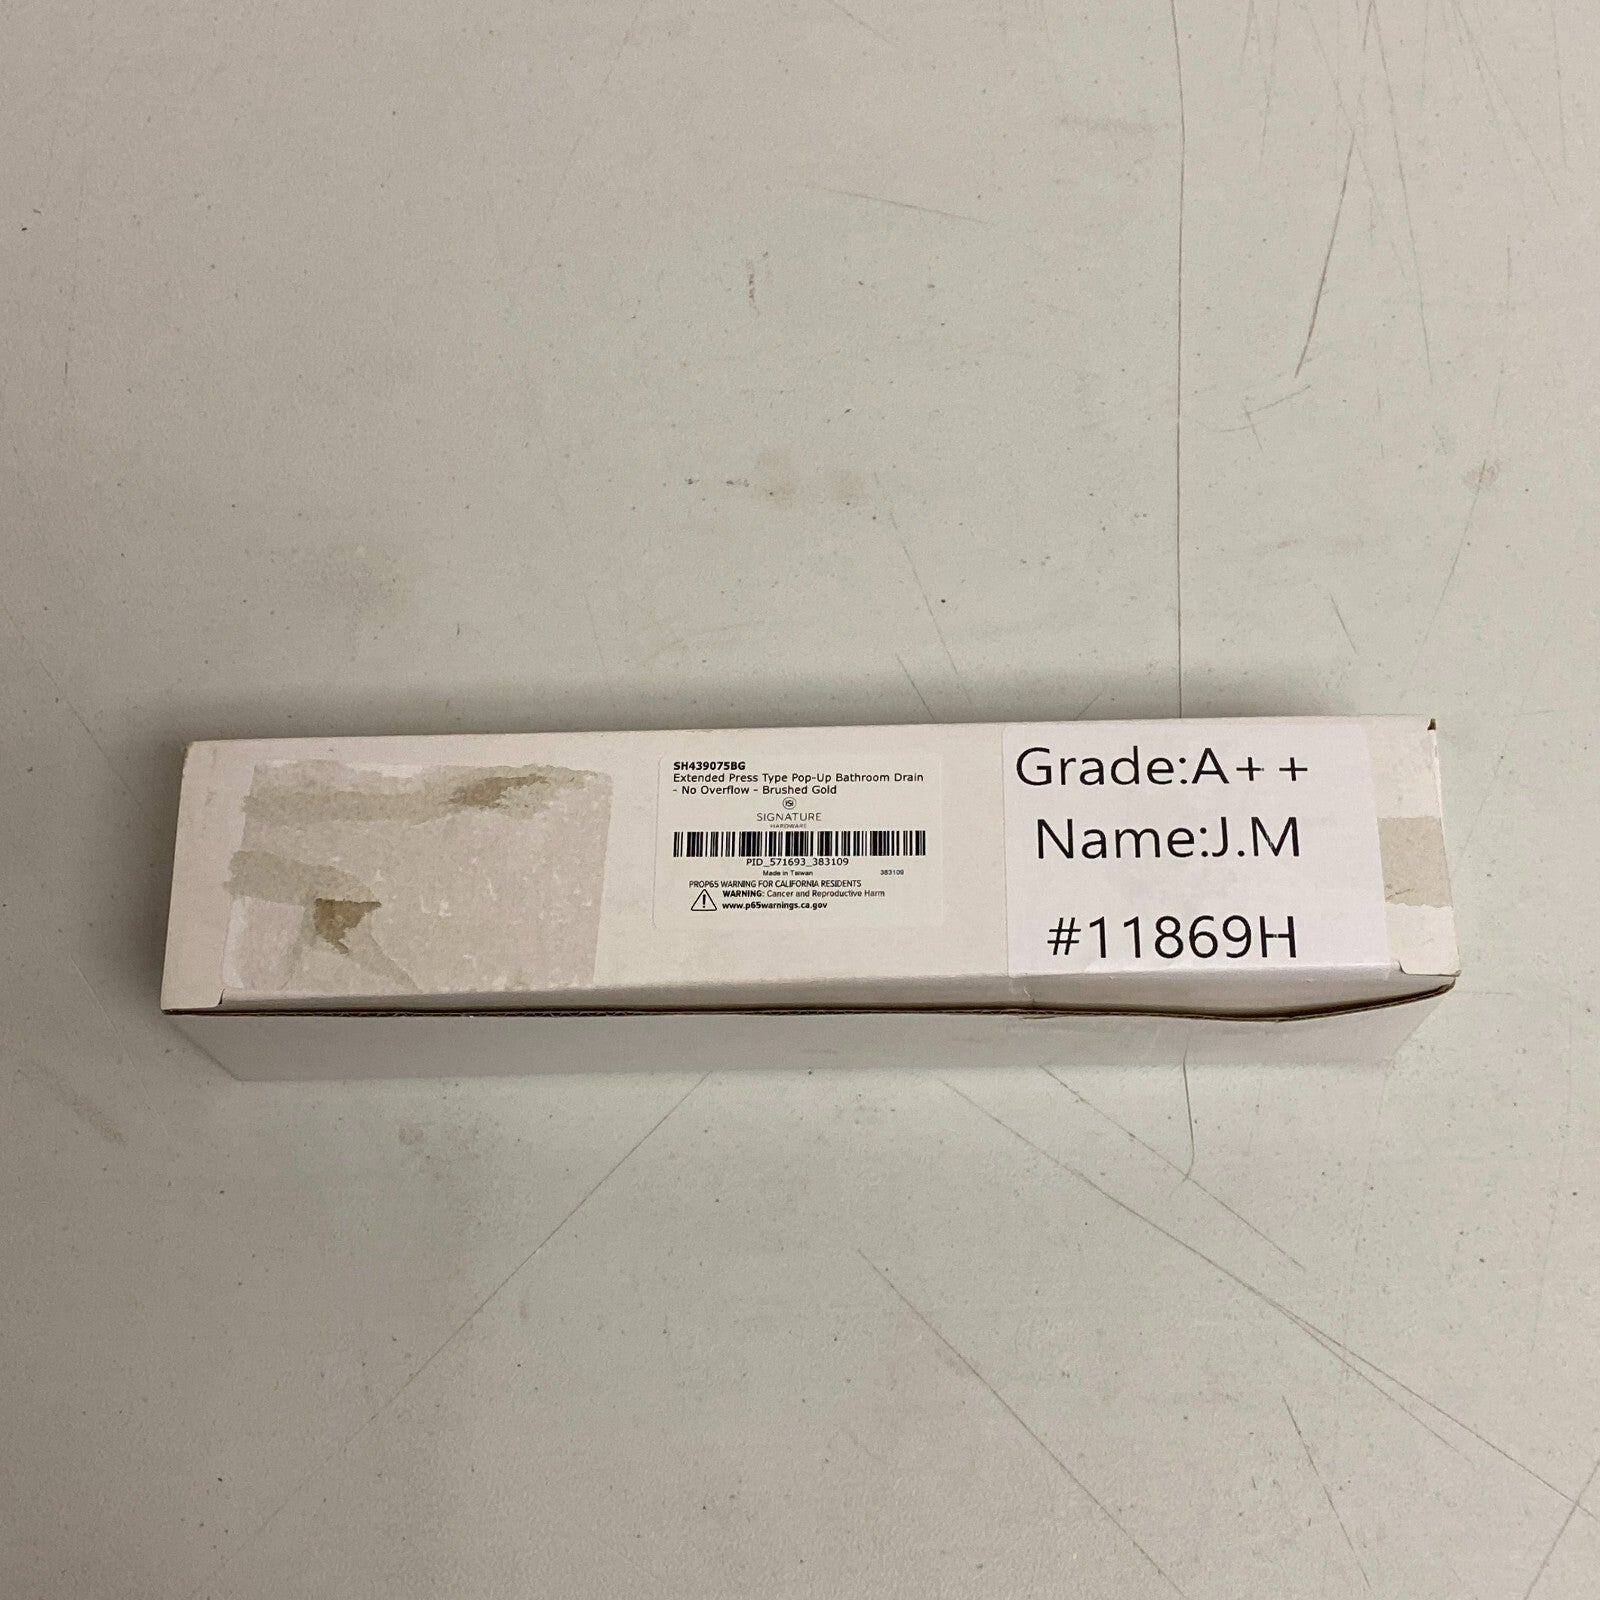 SH439075BG
Extended Press Type Pop-Up Bathroom Drain
- No Overflow - Brushed Gold
SIGNATURE
HARDWARE
PID_571693_383109
Made in Taiwan 383109
PROP65 WARNING FOR CALIFORNIA RESIDENTS
WARNING: Cancer and Reproductive Harm
www.p65warnings.ca.gov
Grade:A++
Name:J.M
#11869H